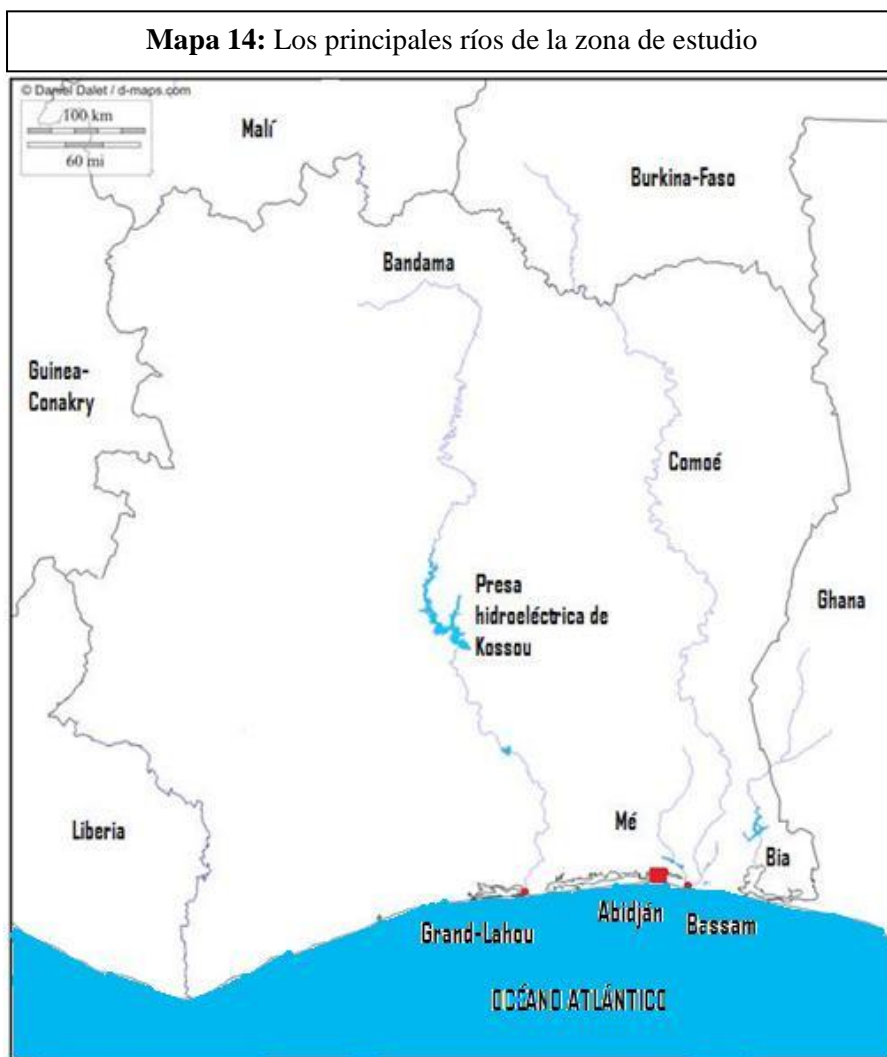 Mapa 14: Los principales ríos de la zona de estudio
© Daniel Dalet / d-maps.com
100 km
60 mi
Malí
Burkina-Faso
Bandama
Guinea-
Conakry
Comoé
Presa
hidroeléctrica de
Kossou
Ghana
Liberia
Mé
Bia
Grand-Lahou
Abidján
Bassam
OCÉANO ATLÁNTICO